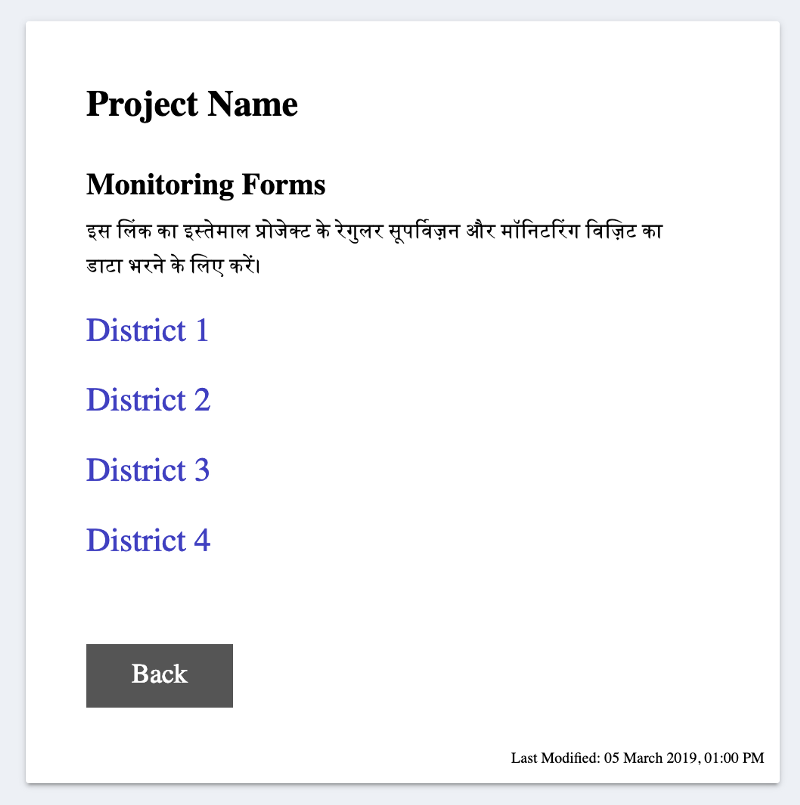 Project Name
Monitoring Forms
इस लिंक का इस्तेमाल प्रोजेक्ट के रेगुलर सूपर्विज़न और मॉनिटरिंग विज़िट का
डाटा भरने के लिए करें।
District 1
District 2
District 3
District 4
Back
Last Modified: 05 March 2019, 01:00 PM